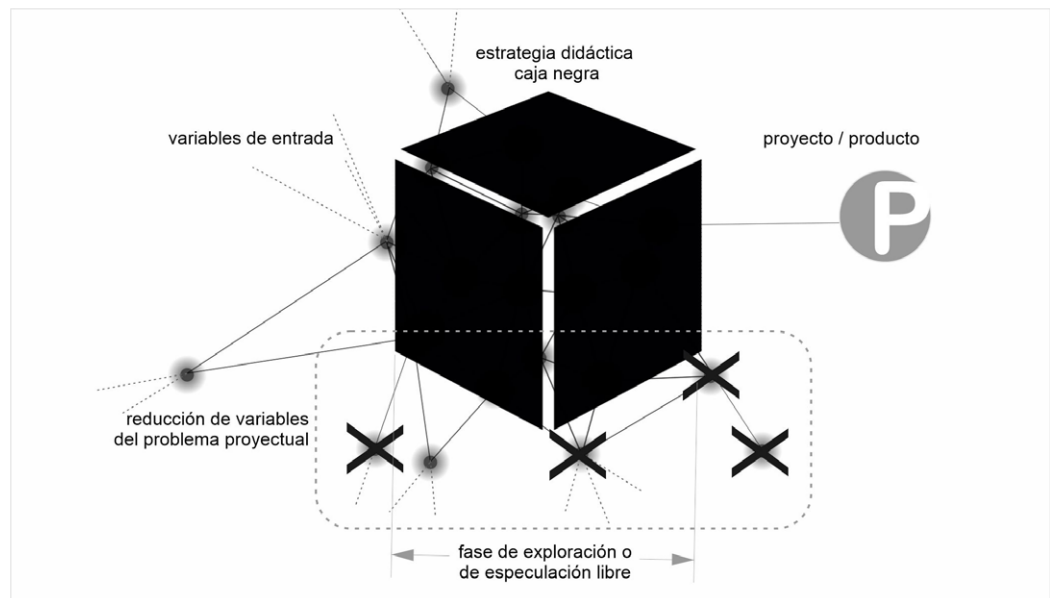 estrategia didáctica
caja negra
variables de entrada
proyecto / producto
P
reducción de variables
del problema proyectual
fase de exploración o
de especulación libre